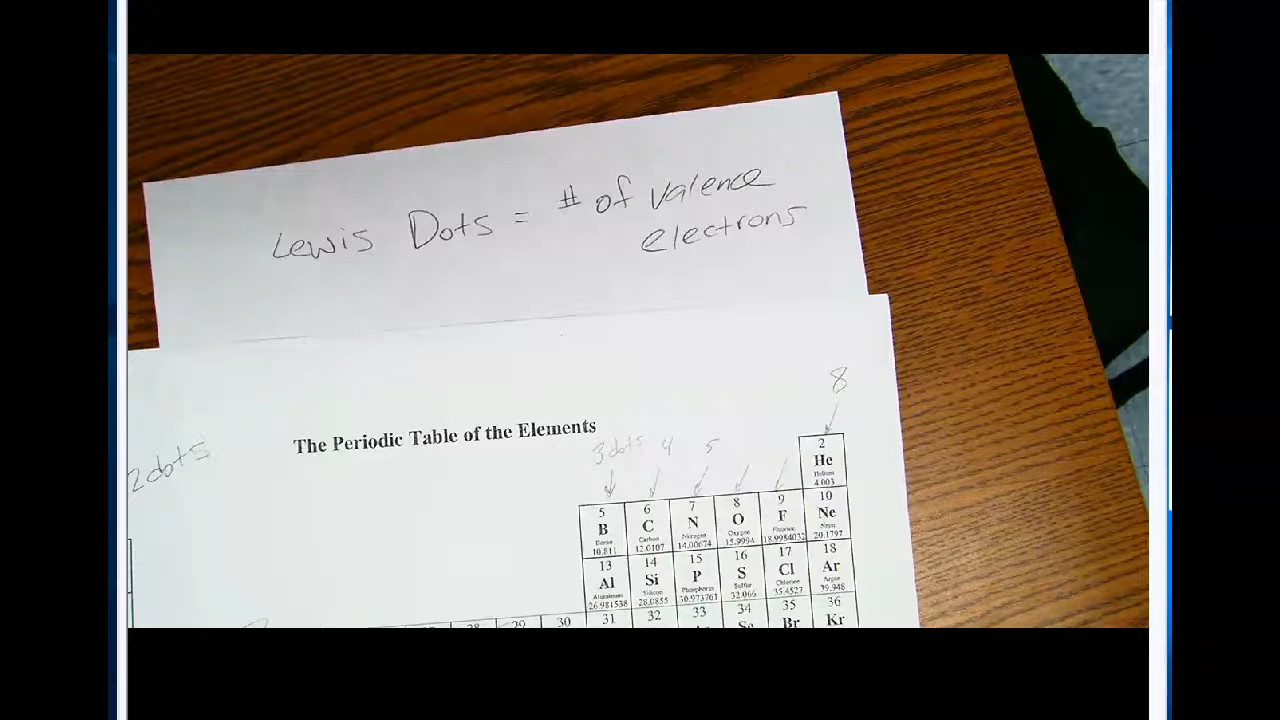 Lewis Dots = # of valence
electrons
8
2 dots
The Periodic Table of the Elements
3 dots 4 5
2
He
Helium
4.003
5 6 7 8 9 10
B C N O F Ne
Boron Carbon Nitrogen Oxygen Fluorine Neon
10.811 12.0107 14.00674 15.9994 18.9984032 20.1797
13 14 15 16 17 18
Al Si P S Cl Ar
Aluminum Silicon Phosphorus Sulfur Chlorine Argon
26.981538 28.0855 30.973761 32.066 35.4527 39.948
28 29 30 31 32 33 34 35 36
Se Br Kr